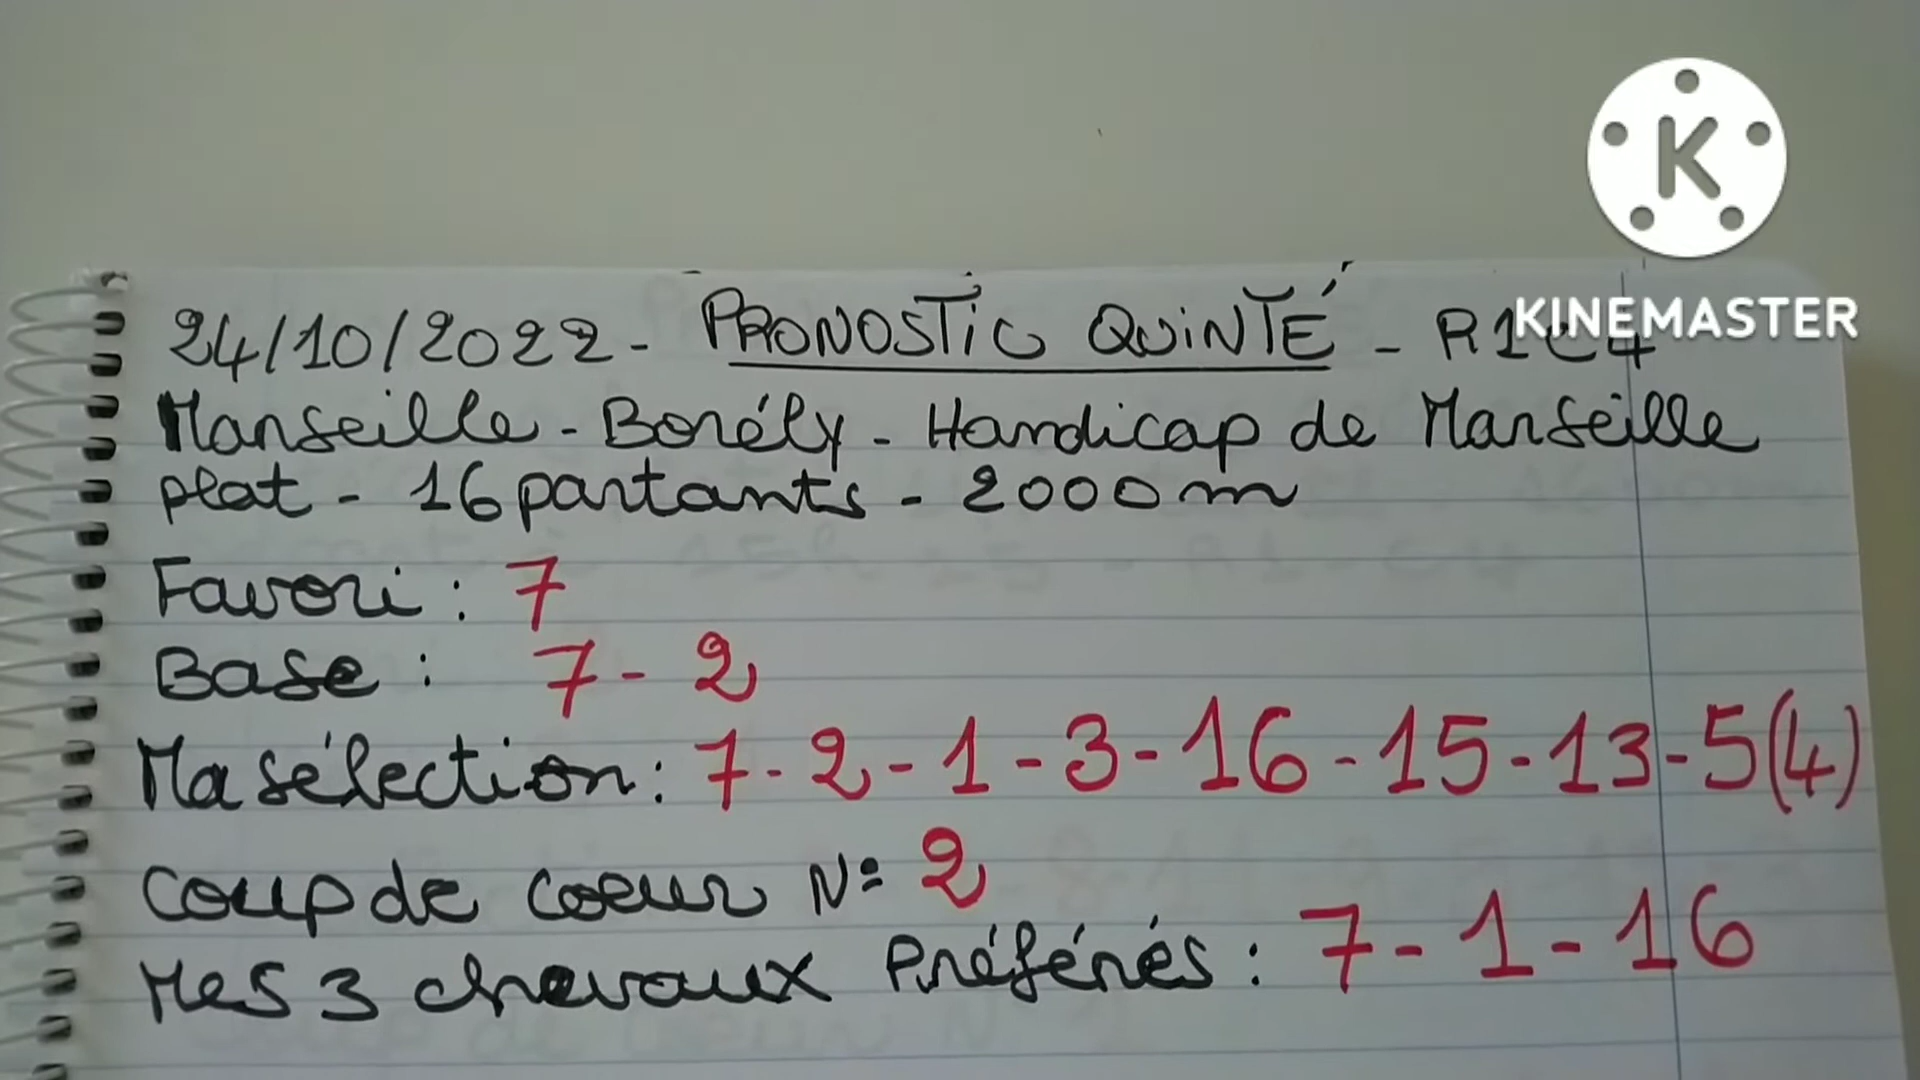 K
KINEMASTER
24/10/2022 - PRONOSTIC QUINTÉ - R1C4
Marseille - Borély - Handicap de Marseille
plat - 16 partants - 2000m
Favori : 7
Base : 7 - 2
Ma sélection : 7 - 2 - 1 - 3 - 16 - 15 - 13 - 5 (4)
Coup de coeur N° 2
Mes 3 chevaux Préférés : 7 - 1 - 16